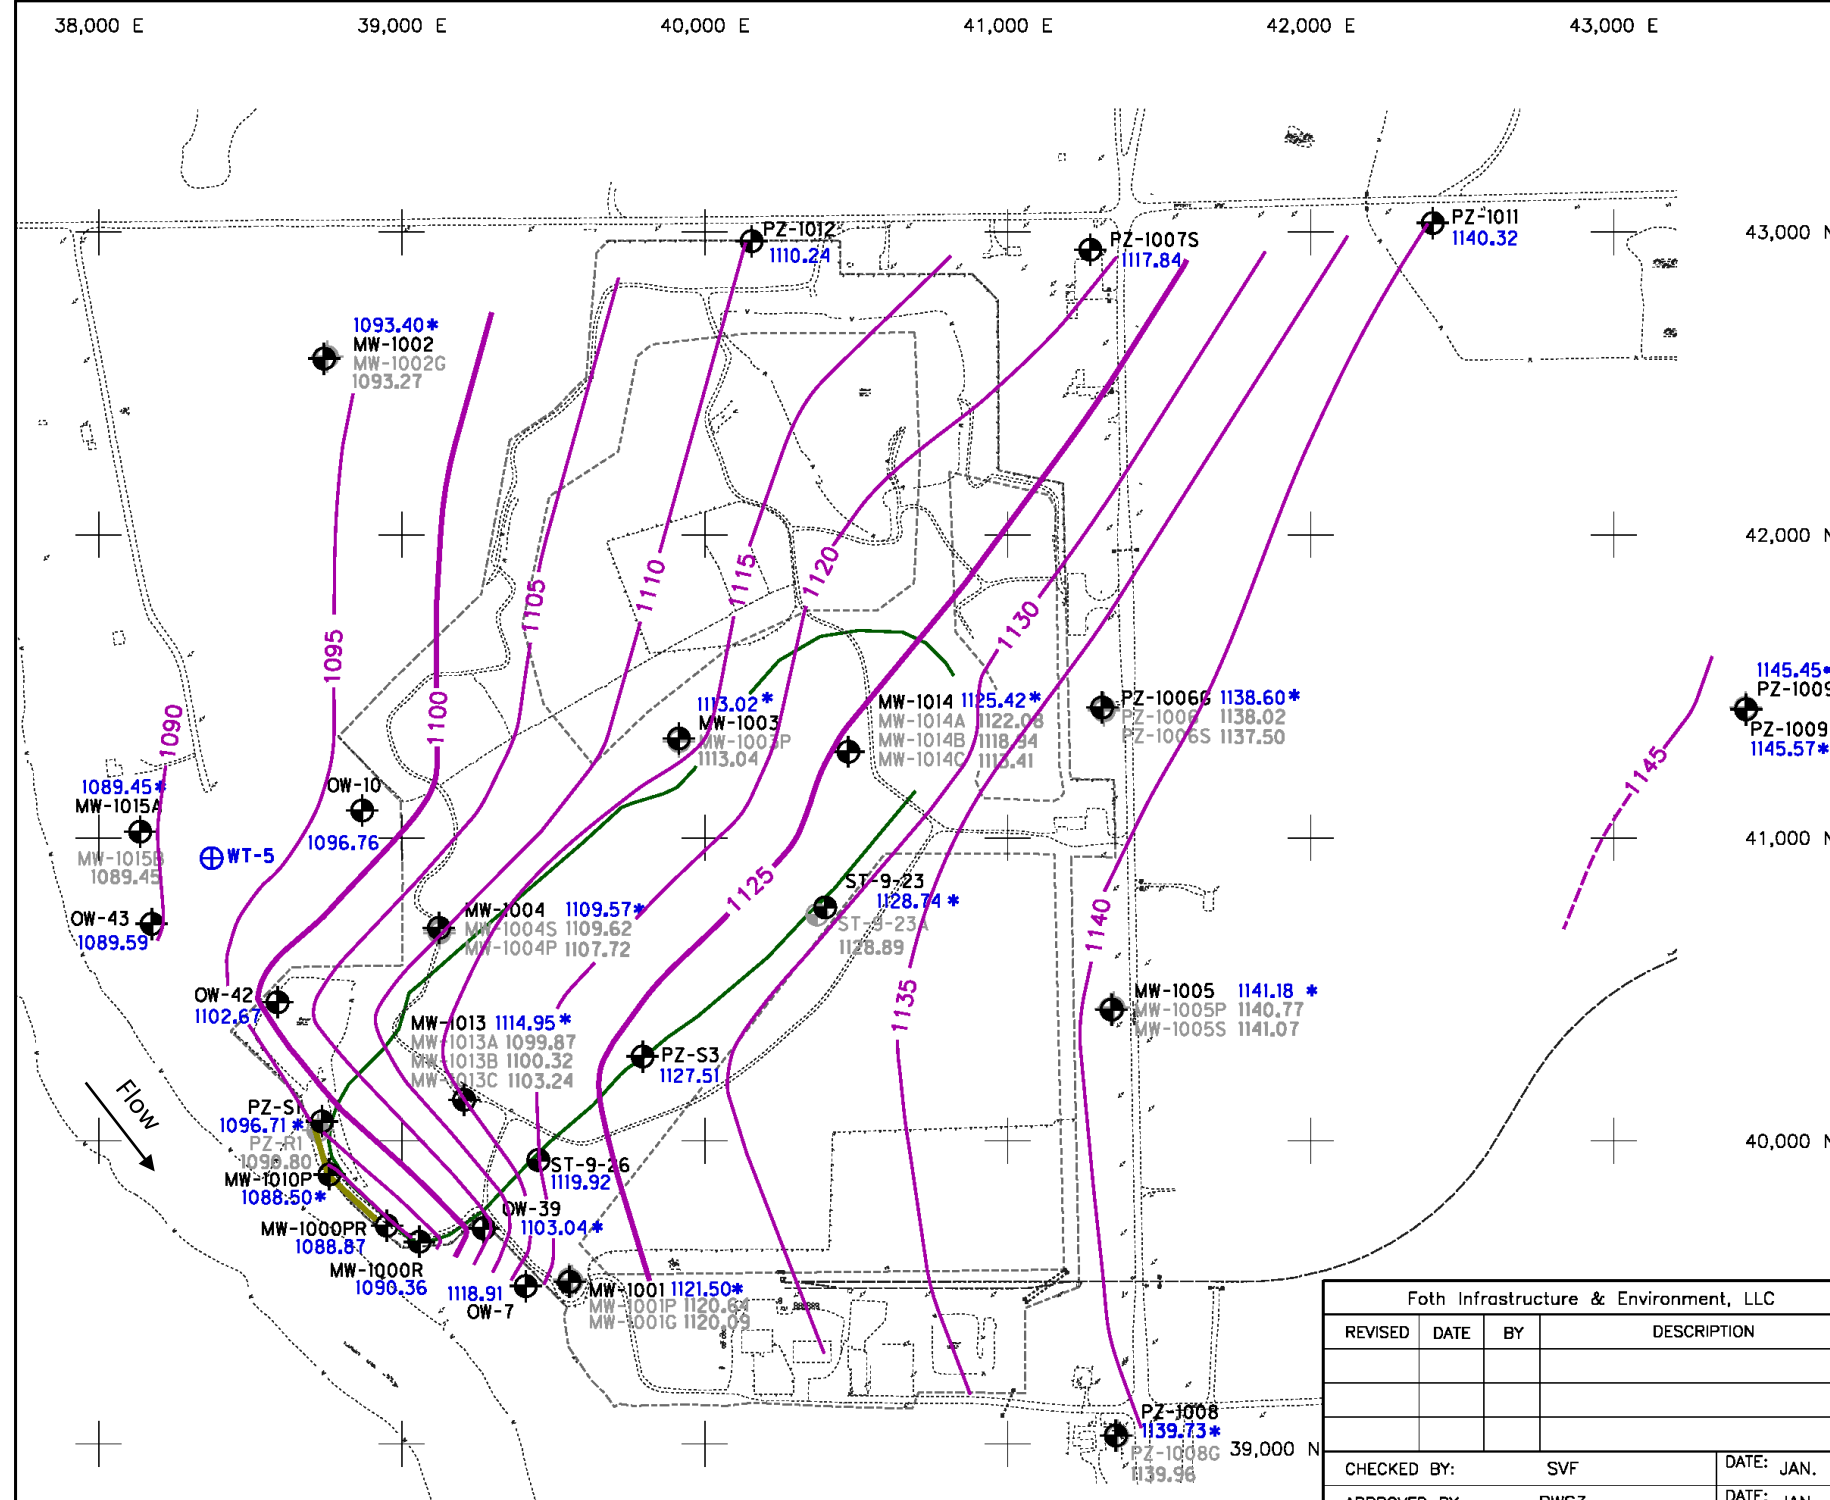 38,000 E
39,000 E
40,000 E
41,000 E
42,000 E
43,000 E
PZ-1012
1110.24
PZ-1007S
1117.84
PZ-1011
1140.32
43,000 N
1093.40*
MW-1002
MW-1002G
1093.27
42,000 N
1105
1110
1115
1120
1130
1095
1100
1090
1113.02*
MW-1003
MW-1003P
1113.04
MW-1014 1125.42*
MW-1014A 1122.08
MW-1014B 1118.94
MW-1014C 1113.41
PZ-1006G 1138.60*
PZ-1006 1138.02
PZ-1006S 1137.50
1145.45*
PZ-1009
PZ-1009
1145.57*
1145
1089.45*
MW-1015A
MW-1015B
1089.45
OW-10
1096.76
WT-5
41,000 N
OW-43
1089.59
1125
ST-9-23
1128.74*
ST-9-23A
1128.89
MW-1004 1109.57*
MW-1004S 1109.62
MW-1004P 1107.72
1140
1135
OW-42
1102.67
MW-1005 1141.18 *
MW-1005P 1140.77
MW-1005S 1141.07
MW-1013 1114.95*
MW-1013A 1099.87
MW-1013B 1100.32
MW-1013C 1103.24
PZ-S3
1127.51
Flow
PZ-S1
1096.71*
PZ-R1
1090.80
MW-1010P
1088.50*
40,000 N
ST-9-26
1119.92
OW-39
1103.04*
MW-1000PR
1088.87
MW-1000R
1090.36
1118.91
OW-7
MW-1001 1121.50*
MW-1001P 1120.64
MW-1001G 1120.09
PZ-1008
1139.73*
PZ-1008G
1139.96
39,000 N
Foth Infrastructure & Environment, LLC
REVISED DATE BY DESCRIPTION
CHECKED BY: SVF DATE: JAN.